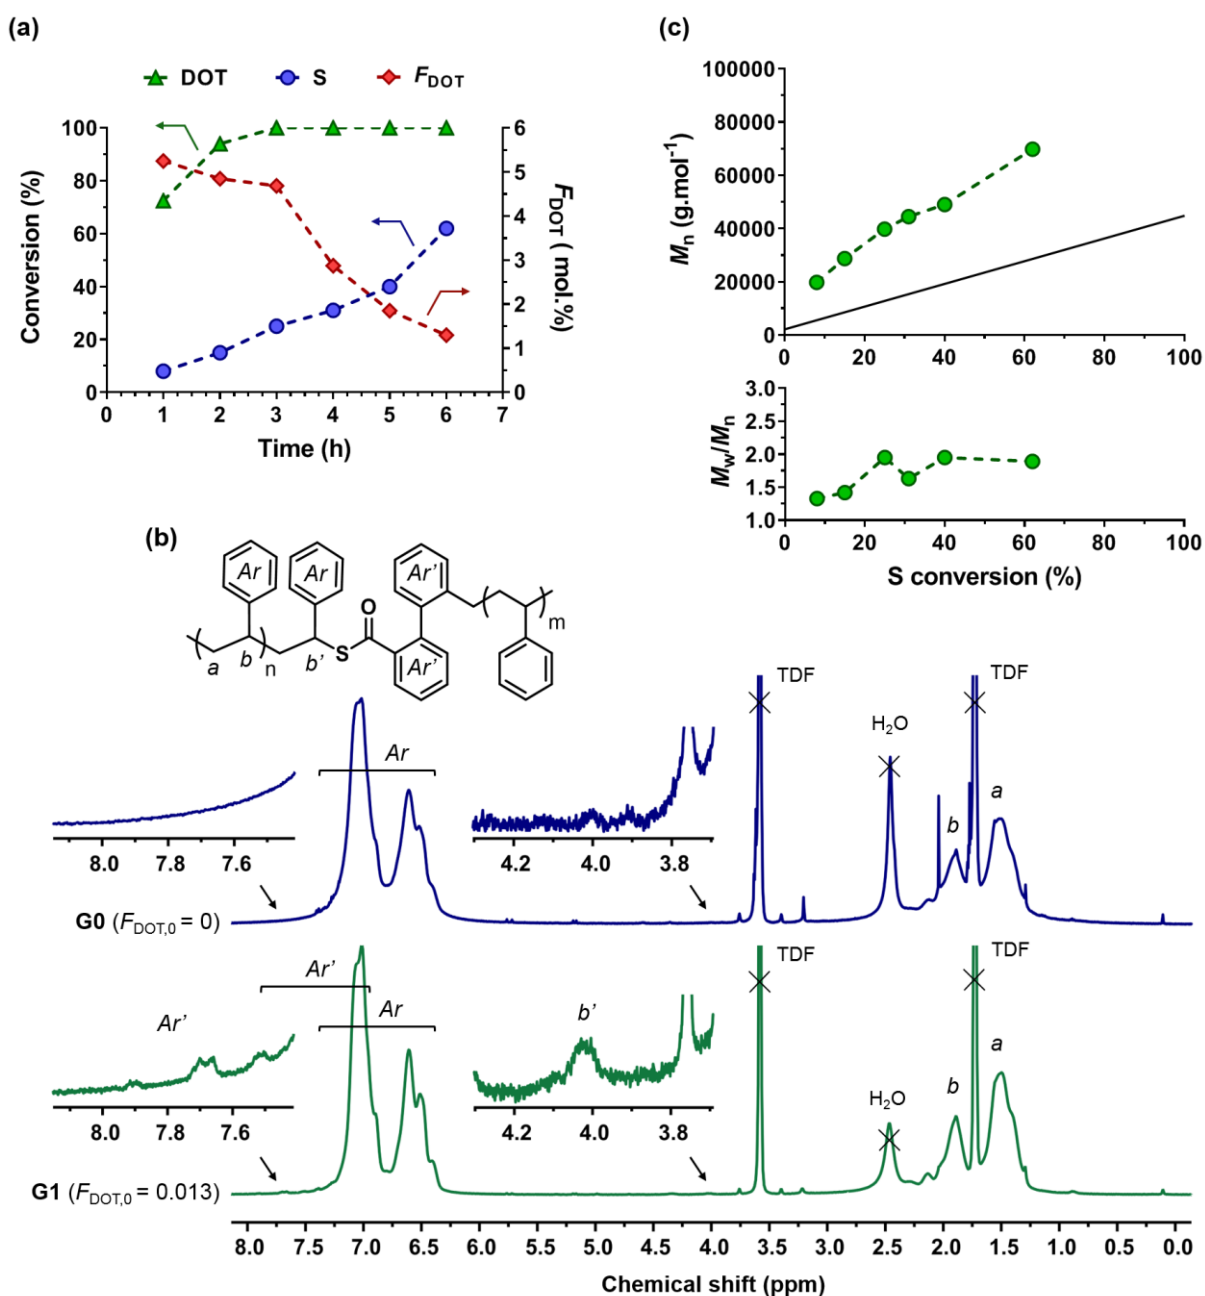 (a)
DOT S F_DOT
100
80
60
40
20
0
Conversion (%)
6
5
4
3
2
1
0
F_DOT ( mol.%)
0 1 2 3 4 5 6 7
Time (h)
(c)
100000
80000
60000
40000
20000
0
M_n (g.mol⁻¹)
0 20 40 60 80 100
3.0
2.5
2.0
1.5
1.0
M_w/M_n
0 20 40 60 80 100
S conversion (%)
(b)
Ar Ar Ar'
O
a b n b' S Ar' m
TDF TDF
H₂O
Ar
b a
8.0 7.8 7.6
4.2 4.0 3.8
G0 (F_DOT,0 = 0)
TDF TDF
Ar'
Ar
Ar' b'
H₂O
b a
8.0 7.8 7.6
4.2 4.0 3.8
G1 (F_DOT,0 = 0.013)
8.0 7.5 7.0 6.5 6.0 5.5 5.0 4.5 4.0 3.5 3.0 2.5 2.0 1.5 1.0 0.5 0.0
Chemical shift (ppm)